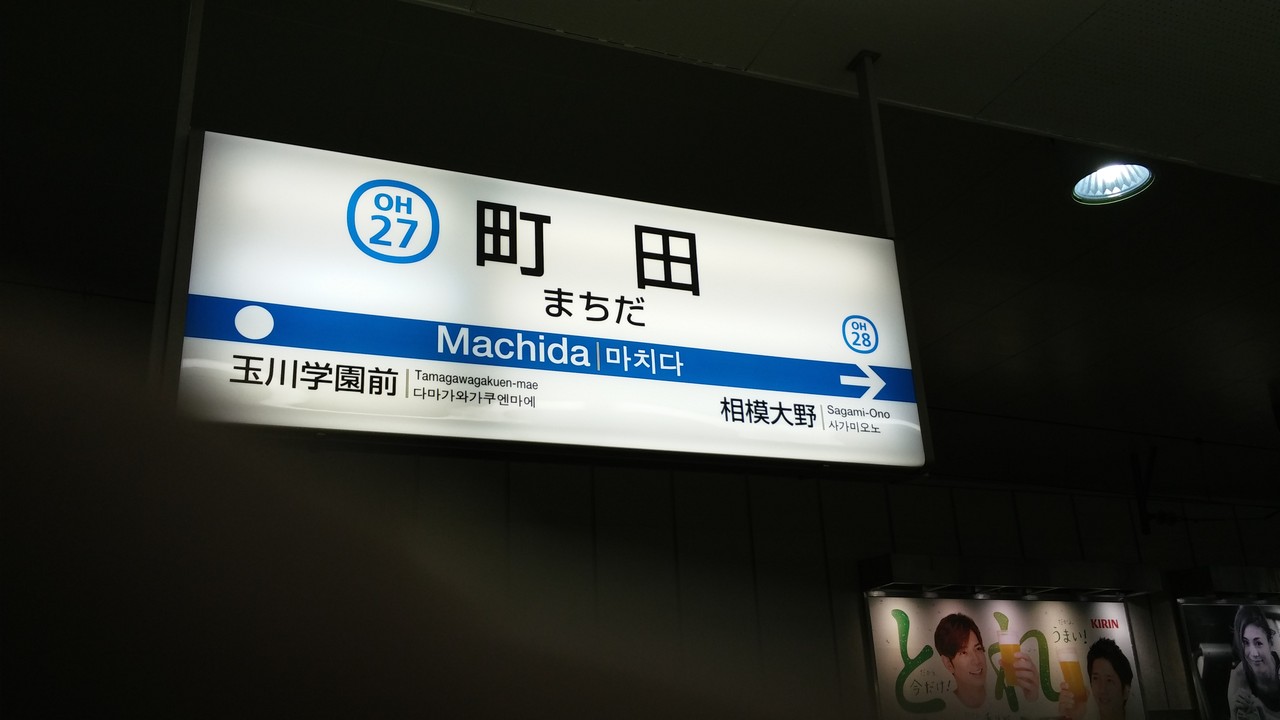 OH
27
町田
まちだ
Machida|마치다
OH
28
玉川学園前 Tamagawagakuen-mae
다마가와가쿠엔마에
相模大野 Sagami-Ono
사가미오노
とれ
うまい!
KIRIN
今だけ!